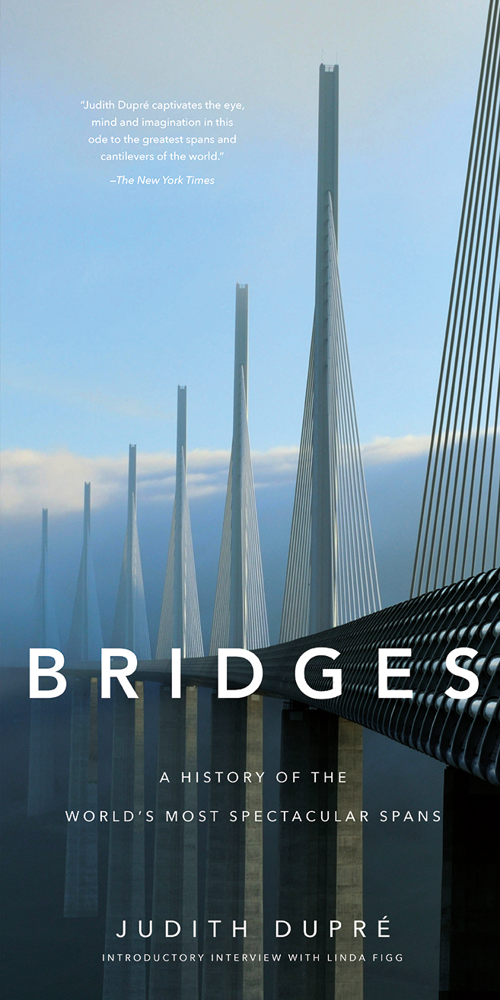 “Judith Dupré captivates the eye,
mind and imagination in this
ode to the greatest spans and
cantilevers of the world.”
—The New York Times
BRIDGES
A HISTORY OF THE
WORLD’S MOST SPECTACULAR SPANS
JUDITH DUPRÉ
INTRODUCTORY INTERVIEW WITH LINDA FIGG